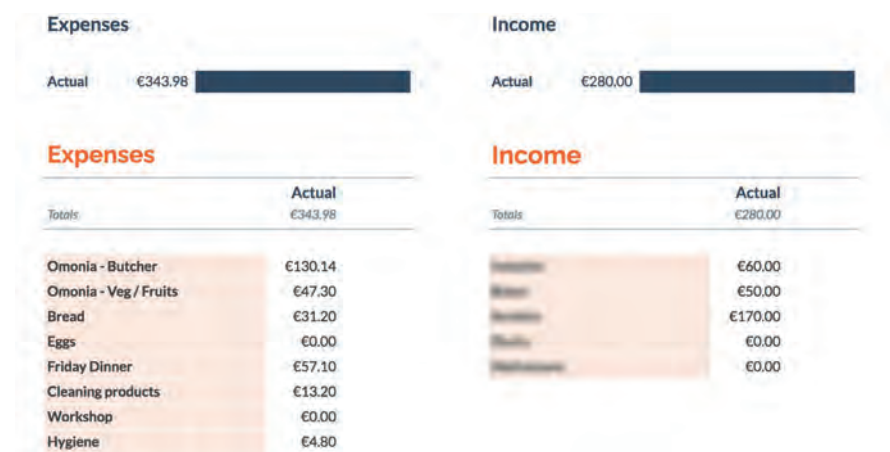 Expenses
Actual €343.98
Income
Actual €280.00
Expenses
Actual
Totals €343.98
Omonia - Butcher €130.14
Omonia - Veg / Fruits €47.30
Bread €31.20
Eggs €0.00
Friday Dinner €57.10
Cleaning products €13.20
Workshop €0.00
Hygiene €4.80
Income
Actual
Totals €280.00
€60.00
€50.00
€170.00
€0.00
€0.00